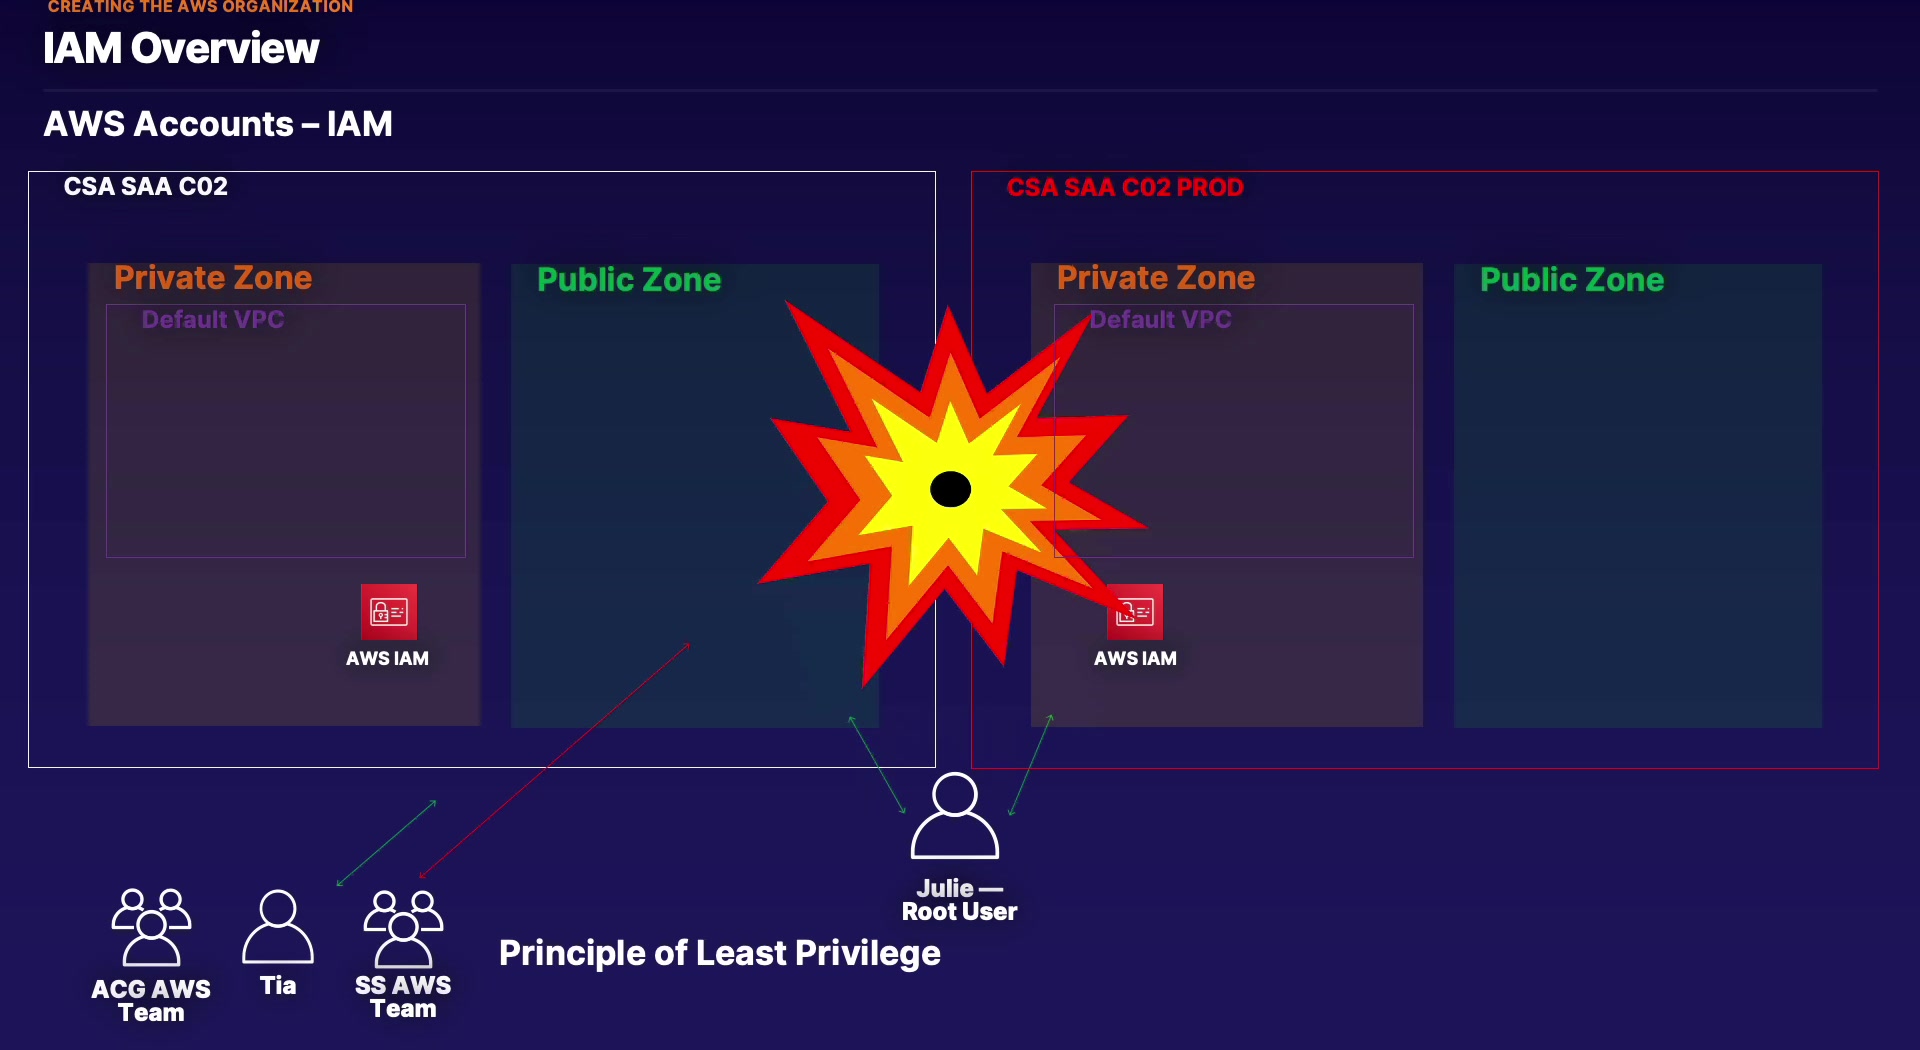 CREATING THE AWS ORGANIZATION
IAM Overview
AWS Accounts – IAM
CSA SAA C02
Private Zone
Default VPC
AWS IAM
Public Zone
CSA SAA C02 PROD
Private Zone
Default VPC
AWS IAM
Public Zone
Julie —
Root User
Principle of Least Privilege
ACG AWS
Team
Tia
SS AWS
Team